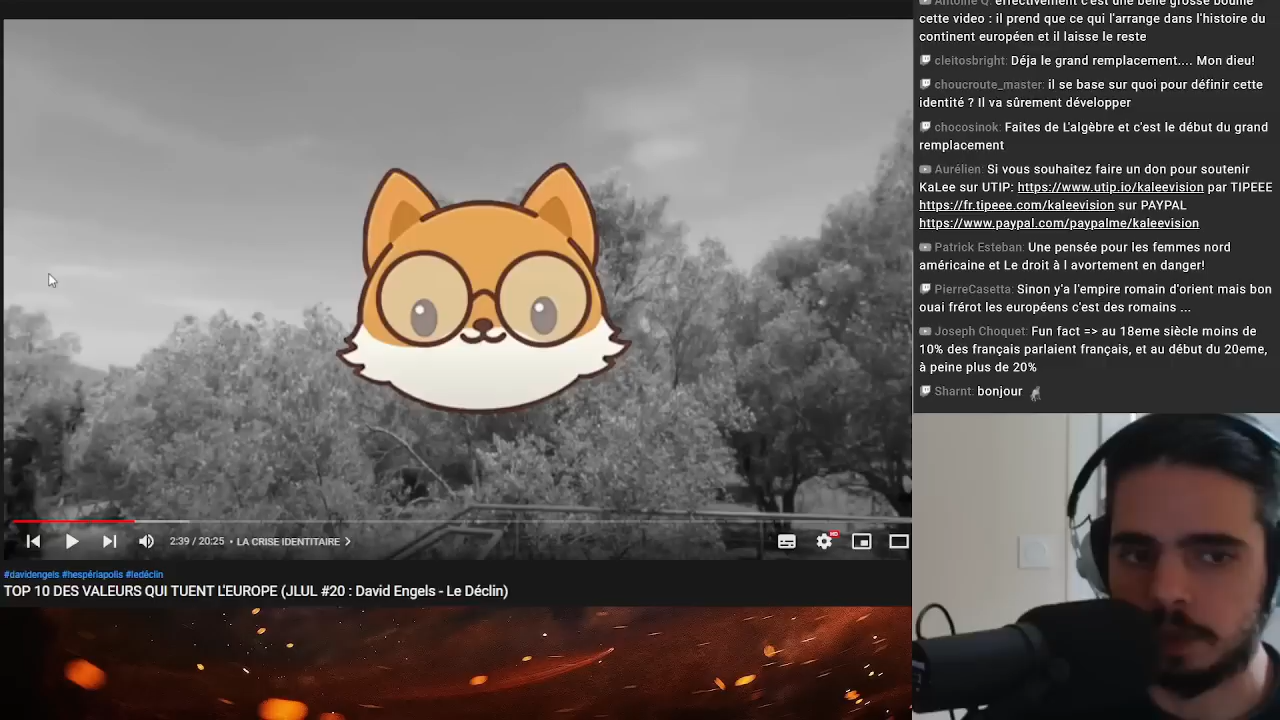 Antoine Q: effectivement c'est une belle grosse boulne
cette video : il prend que ce qui l'arrange dans l'histoire du
continent européen et il laisse le reste
cleitosbright: Déja le grand remplacement.... Mon dieu!
choucroute_master: il se base sur quoi pour définir cette
identité ? Il va sûrement développer
chocosinok: Faites de L'algèbre et c'est le début du grand
remplacement
Aurélien: Si vous souhaitez faire un don pour soutenir
KaLee sur UTIP: https://www.utip.io/kaleevision par TIPEEE
https://fr.tipeee.com/kaleevision sur PAYPAL
https://www.paypal.com/paypalme/kaleevision
Patrick Esteban: Une pensée pour les femmes nord
américaine et Le droit à l avortement en danger!
PierreCasetta: Sinon y'a l'empire romain d'orient mais bon
ouai frérot les européens c'est des romains ...
Joseph Choquet: Fun fact => au 18eme siècle moins de
10% des français parlaient français, et au début du 20eme,
à peine plus de 20%
Sharnt: bonjour
2:39 / 20:25 • LA CRISE IDENTITAIRE
HD
#davidengels #hespériapolis #ledéclin
TOP 10 DES VALEURS QUI TUENT L'EUROPE (JLUL #20 : David Engels - Le Déclin)